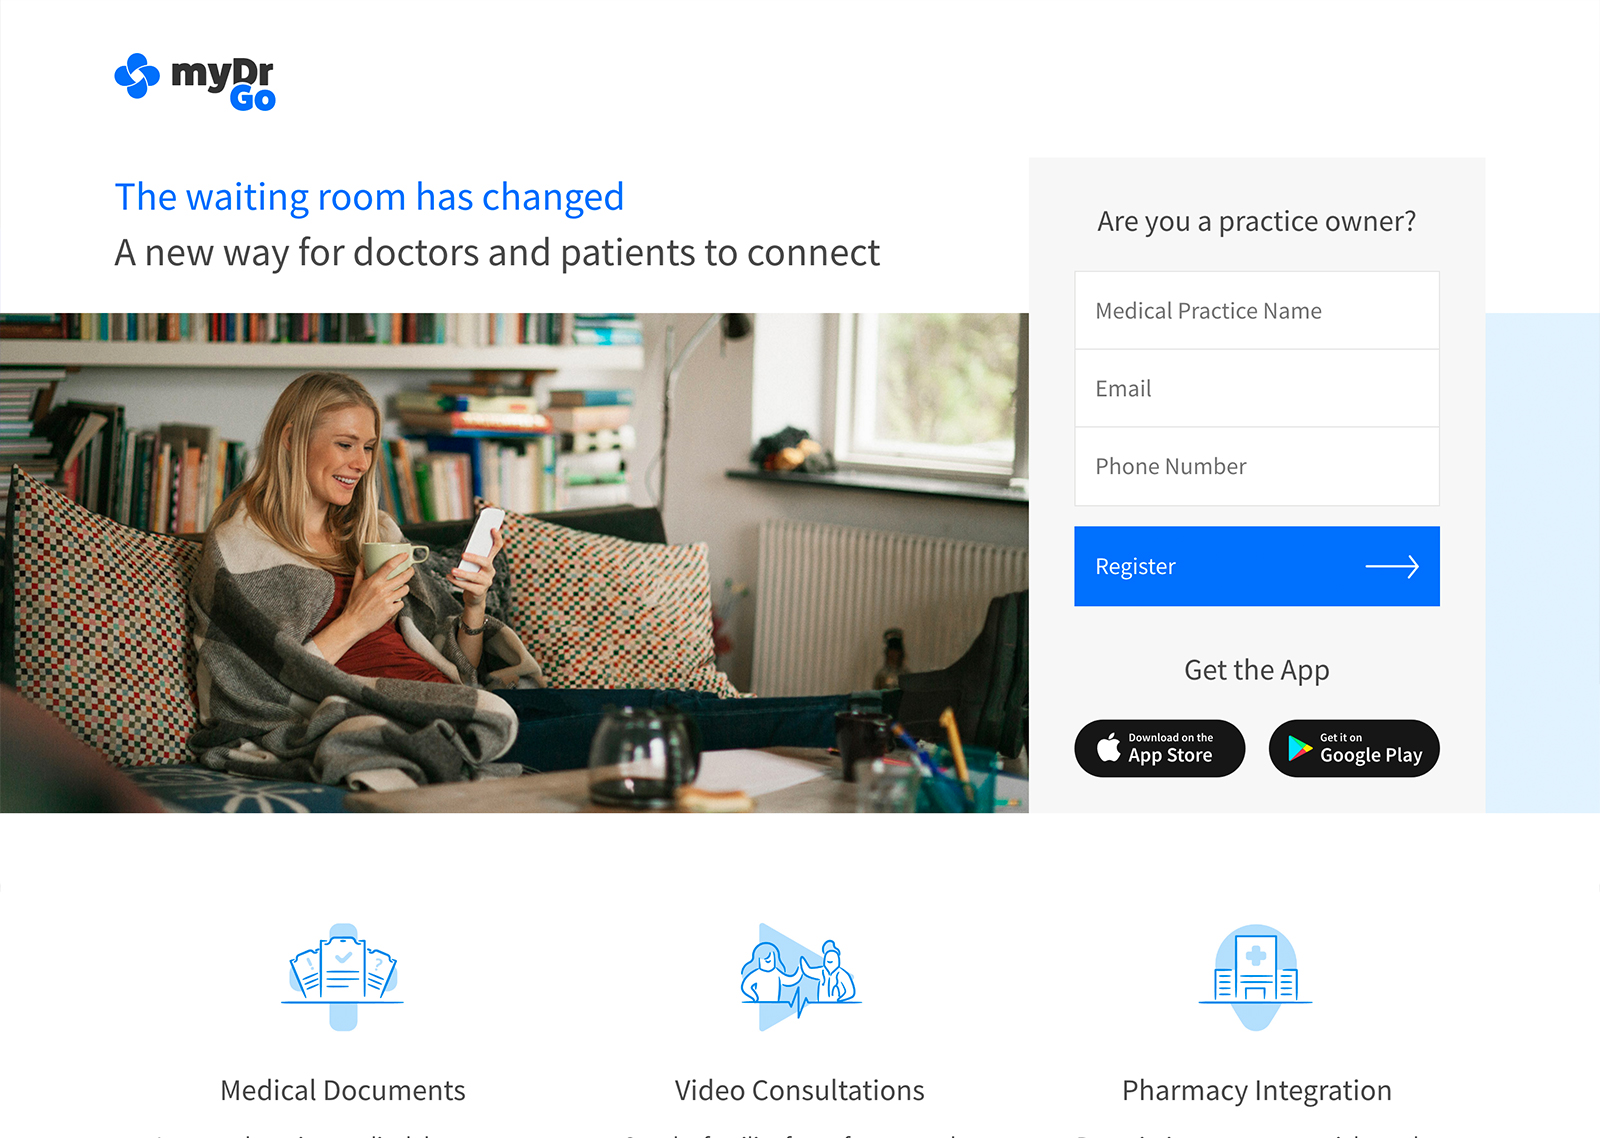 myDr
Go
The waiting room has changed
A new way for doctors and patients to connect
Are you a practice owner?
Medical Practice Name
Email
Phone Number
Register
Get the App
Download on the
App Store
Get it on
Google Play
Medical Documents
Video Consultations
Pharmacy Integration